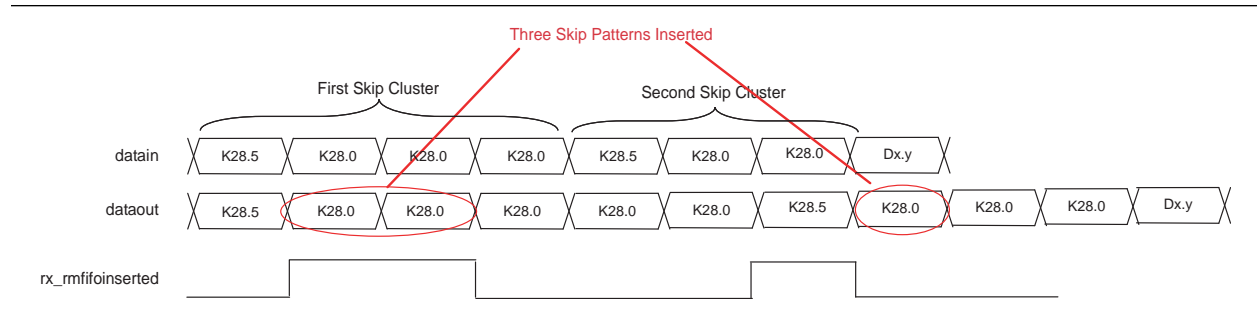 Three Skip Patterns Inserted
First Skip Cluster
Second Skip Cluster
datain K28.5 K28.0 K28.0 K28.0 K28.5 K28.0 K28.0 Dx.y
dataout K28.5 K28.0 K28.0 K28.0 K28.0 K28.0 K28.5 K28.0 K28.0 K28.0 Dx.y
rx_rmfifoinserted